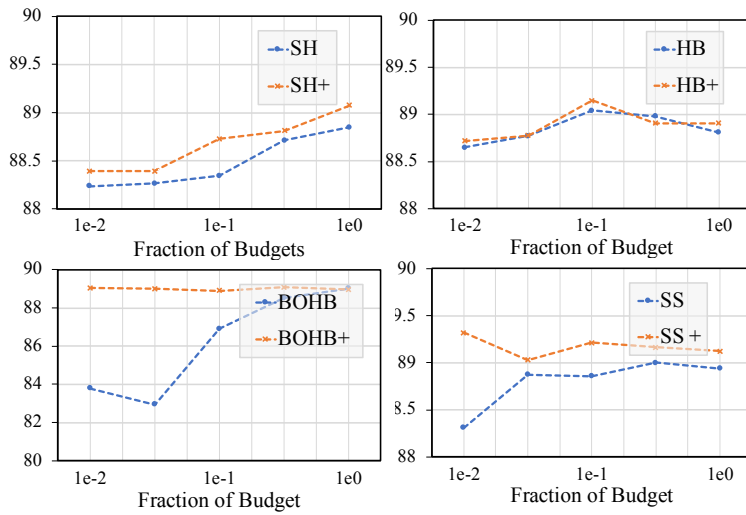 90
89.5
89
88.5
88
SH
SH+
1e-2
1e-1
1e0
Fraction of Budgets
90
89.5
89
88.5
88
HB
HB+
1e-2
1e-1
1e0
Fraction of Budget
90
88
86
84
82
80
BOHB
BOHB+
1e-2
1e-1
1e0
Fraction of Budget
90
9.5
89
8.5
88
SS
SS +
1e-2
1e-1
1e0
Fraction of Budget